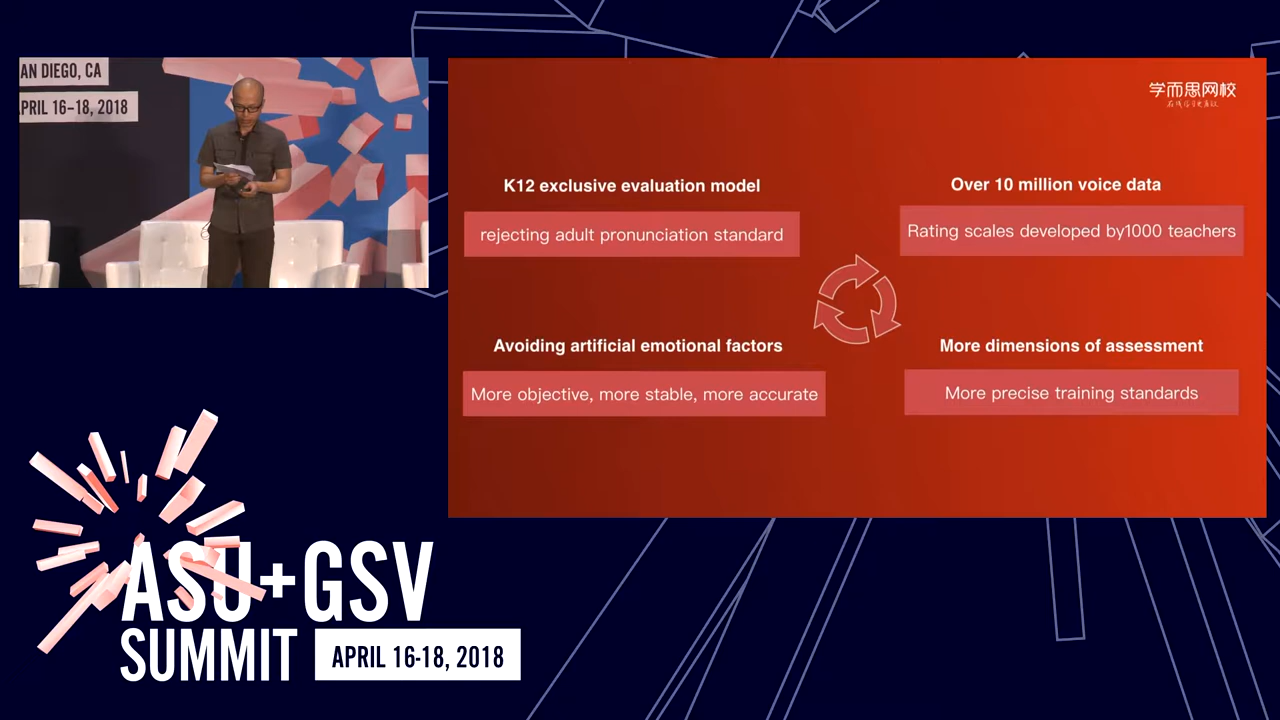 AN DIEGO, CA
PRIL 16–18, 2018
学而思网校
K12 exclusive evaluation model
rejecting adult pronunciation standard
Over 10 million voice data
Rating scales developed by1000 teachers
Avoiding artificial emotional factors
More objective, more stable, more accurate
More dimensions of assessment
More precise training standards
ASU+GSV
SUMMIT
APRIL 16-18, 2018